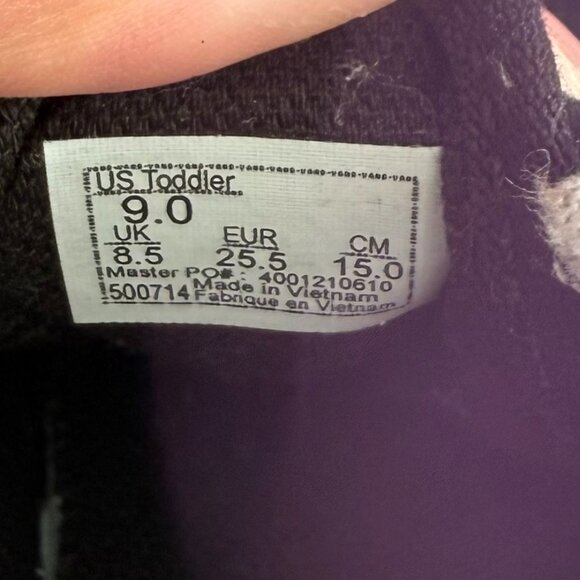 US Toddler
9.0
UK EUR CM
8.5 25.5 15.0
Master PO#: 4001210610
500714 Made in Vietnam
Fabrique en Vietnam